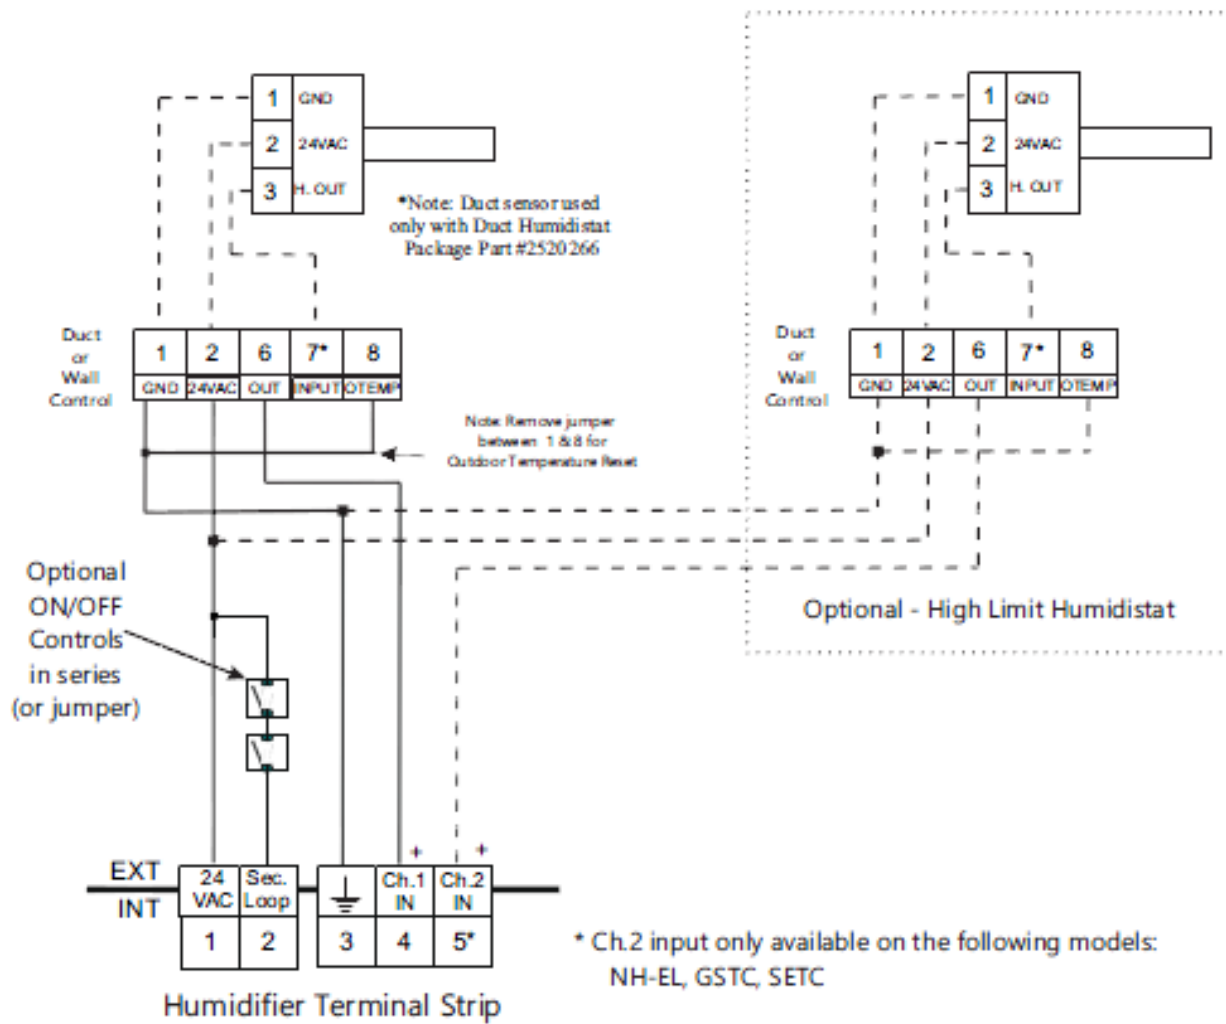 1 GND
2 24VAC
3 H. OUT
*Note: Duct sensor used
only with Duct Humidistat
Package Part #2520266
Duct
or
Wall
Control
1 2 6 7* 8
GND 24VAC OUT INPUT OTEMP
Note: Remove jumper
between 1 & 8 for
Outdoor Temperature Reset
1 GND
2 24VAC
3 H. OUT
Duct
or
Wall
Control
1 2 6 7* 8
GND 24VAC OUT INPUT OTEMP
Optional - High Limit Humidistat
Optional
ON/OFF
Controls
in series
(or jumper)
+ +
EXT
INT
24 Sec. Ch.1 Ch.2
VAC Loop IN IN
1 2 3 4 5*
Humidifier Terminal Strip
* Ch.2 input only available on the following models:
NH-EL, GSTC, SETC